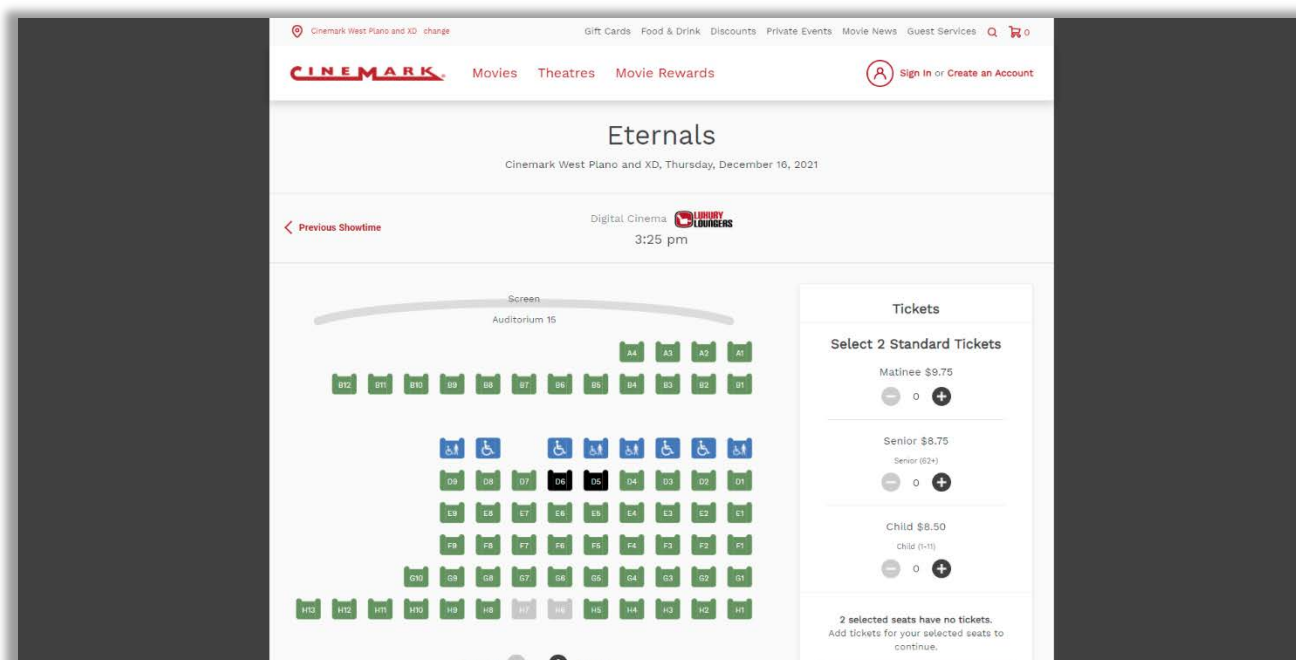 Cinemark West Plano and XD change
Gift Cards Food & Drink Discounts Private Events Movie News Guest Services 0
CINEMARK Movies Theatres Movie Rewards Sign In or Create an Account
Eternals
Cinemark West Plano and XD, Thursday, December 16, 2021
Previous Showtime
Digital Cinema LUXURY LOUNGERS
3:25 pm
Screen
Auditorium 15
A4 A3 A2 A1
B12 B11 B10 B9 B8 B7 B6 B5 B4 B3 B2 B1
D9 D8 D7 D6 D5 D4 D3 D2 D1
E9 E8 E7 E6 E5 E4 E3 E2 E1
F9 F8 F7 F6 F5 F4 F3 F2 F1
G10 G9 G8 G7 G6 G5 G4 G3 G2 G1
H13 H12 H11 H10 H9 H8 H7 H6 H5 H4 H3 H2 H1
Tickets
Select 2 Standard Tickets
Matinee $9.75
0
Senior $8.75
Senior (62+)
0
Child $8.50
Child (1-11)
0
2 selected seats have no tickets.
Add tickets for your selected seats to
continue.